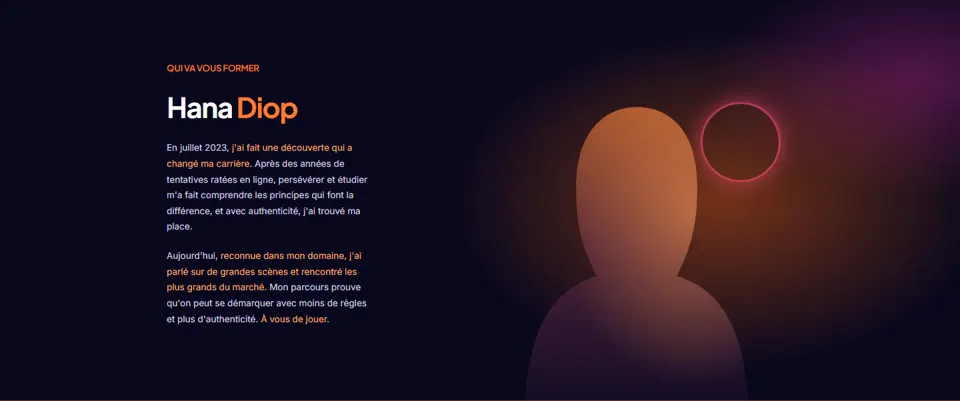 QUI VA VOUS FORMER
Hana Diop
En juillet 2023, j'ai fait une découverte qui a
changé ma carrière. Après des années de
tentatives ratées en ligne, persévérer et étudier
m'a fait comprendre les principes qui font la
différence, et avec authenticité, j'ai trouvé ma
place.
Aujourd'hui, reconnue dans mon domaine, j'ai
parlé sur de grandes scènes et rencontré les
plus grands du marché. Mon parcours prouve
qu'on peut se démarquer avec moins de règles
et plus d'authenticité. À vous de jouer.